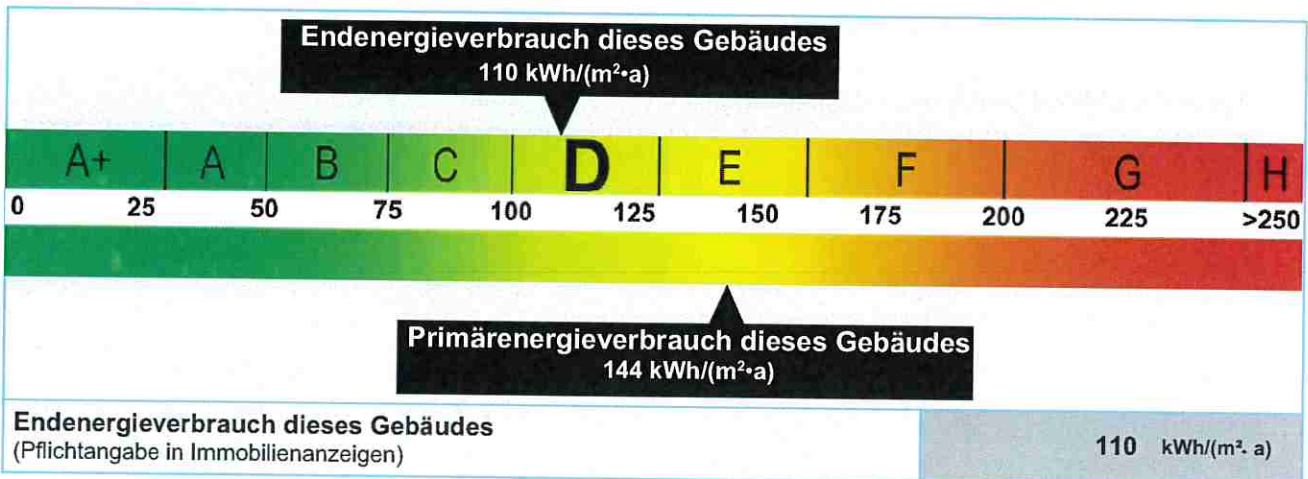 Endenergieverbrauch dieses Gebäudes
110 kWh/(m²•a)
A+ A B C D E F G H
0 25 50 75 100 125 150 175 200 225 >250
Primärenergieverbrauch dieses Gebäudes
144 kWh/(m²•a)
Endenergieverbrauch dieses Gebäudes
(Pflichtangabe in Immobilienanzeigen)
110 kWh/(m². a)